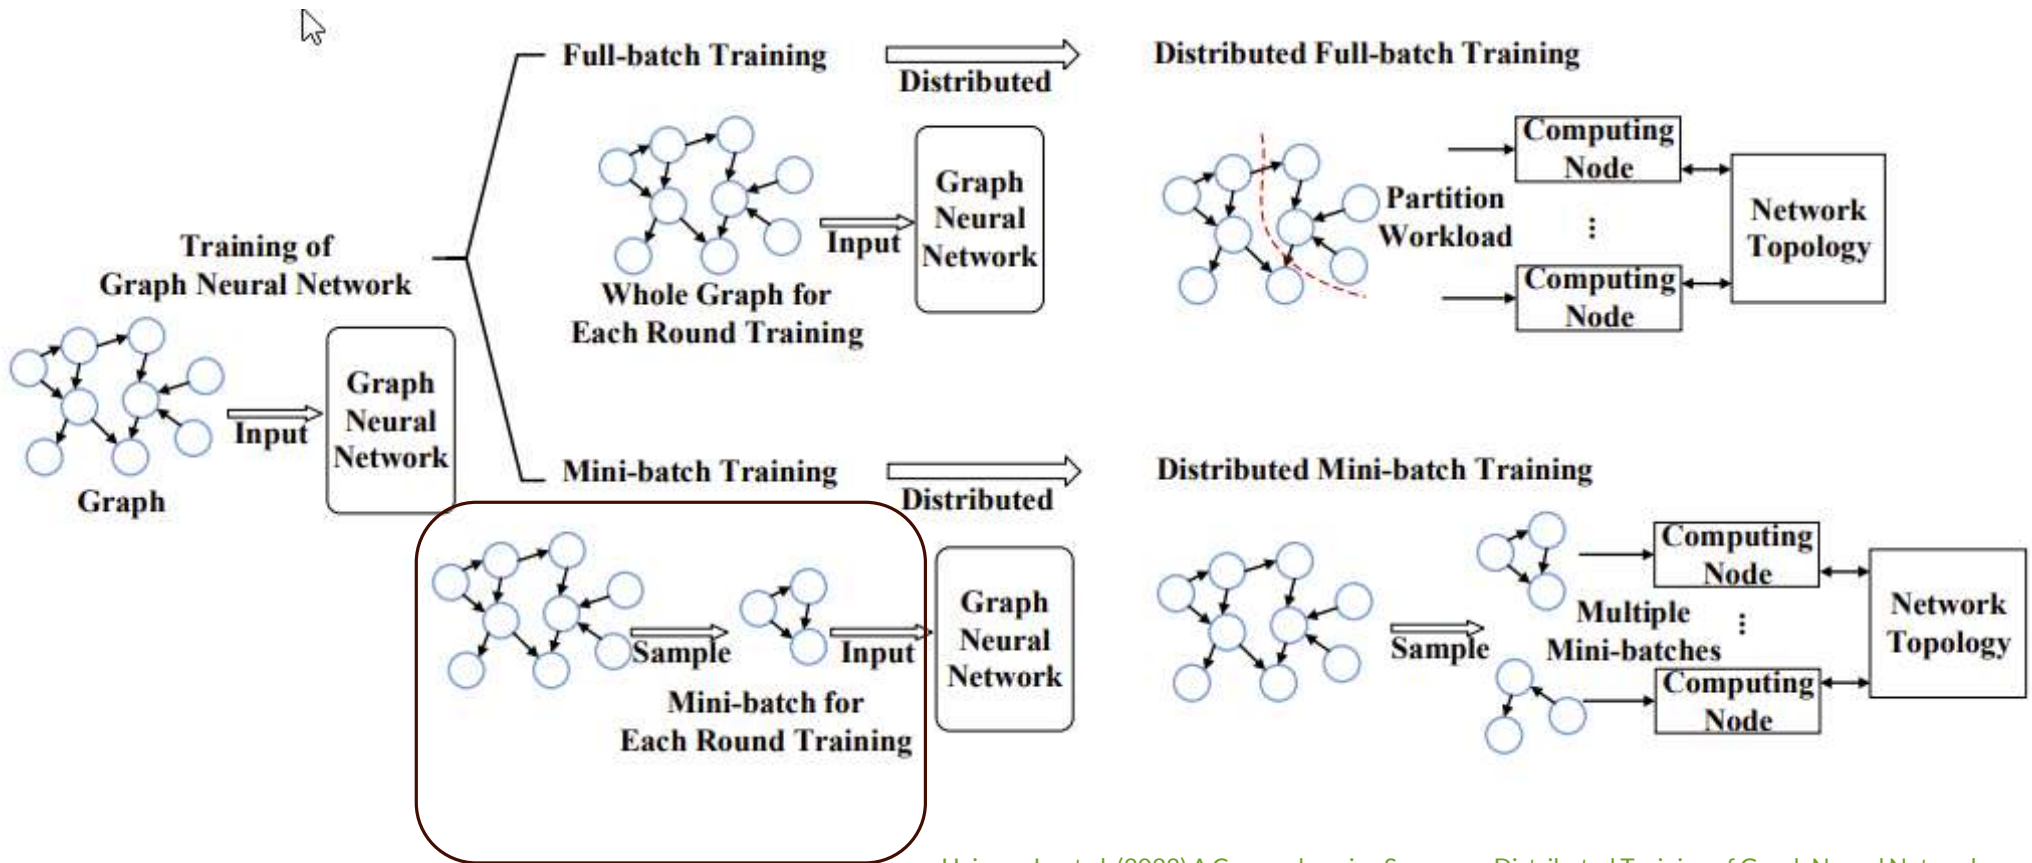 Full-batch Training
Distributed
Distributed Full-batch Training
Graph
Neural
Network
Input
Whole Graph for
Each Round Training
Partition
Workload
Computing
Node
...
Computing
Node
Network
Topology
Training of
Graph Neural Network
Graph
Input
Graph
Neural
Network
Mini-batch Training
Distributed
Distributed Mini-batch Training
Sample
Mini-batch for
Each Round Training
Input
Graph
Neural
Network
Sample
Multiple
Mini-batches
Computing
Node
...
Computing
Node
Network
Topology